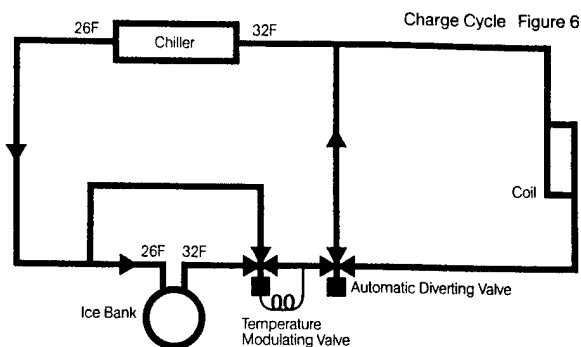 Charge Cycle Figure 6
26F
Chiller
32F
Coil
26F
32F
Ice Bank
Temperature
Modulating Valve
Automatic Diverting Valve